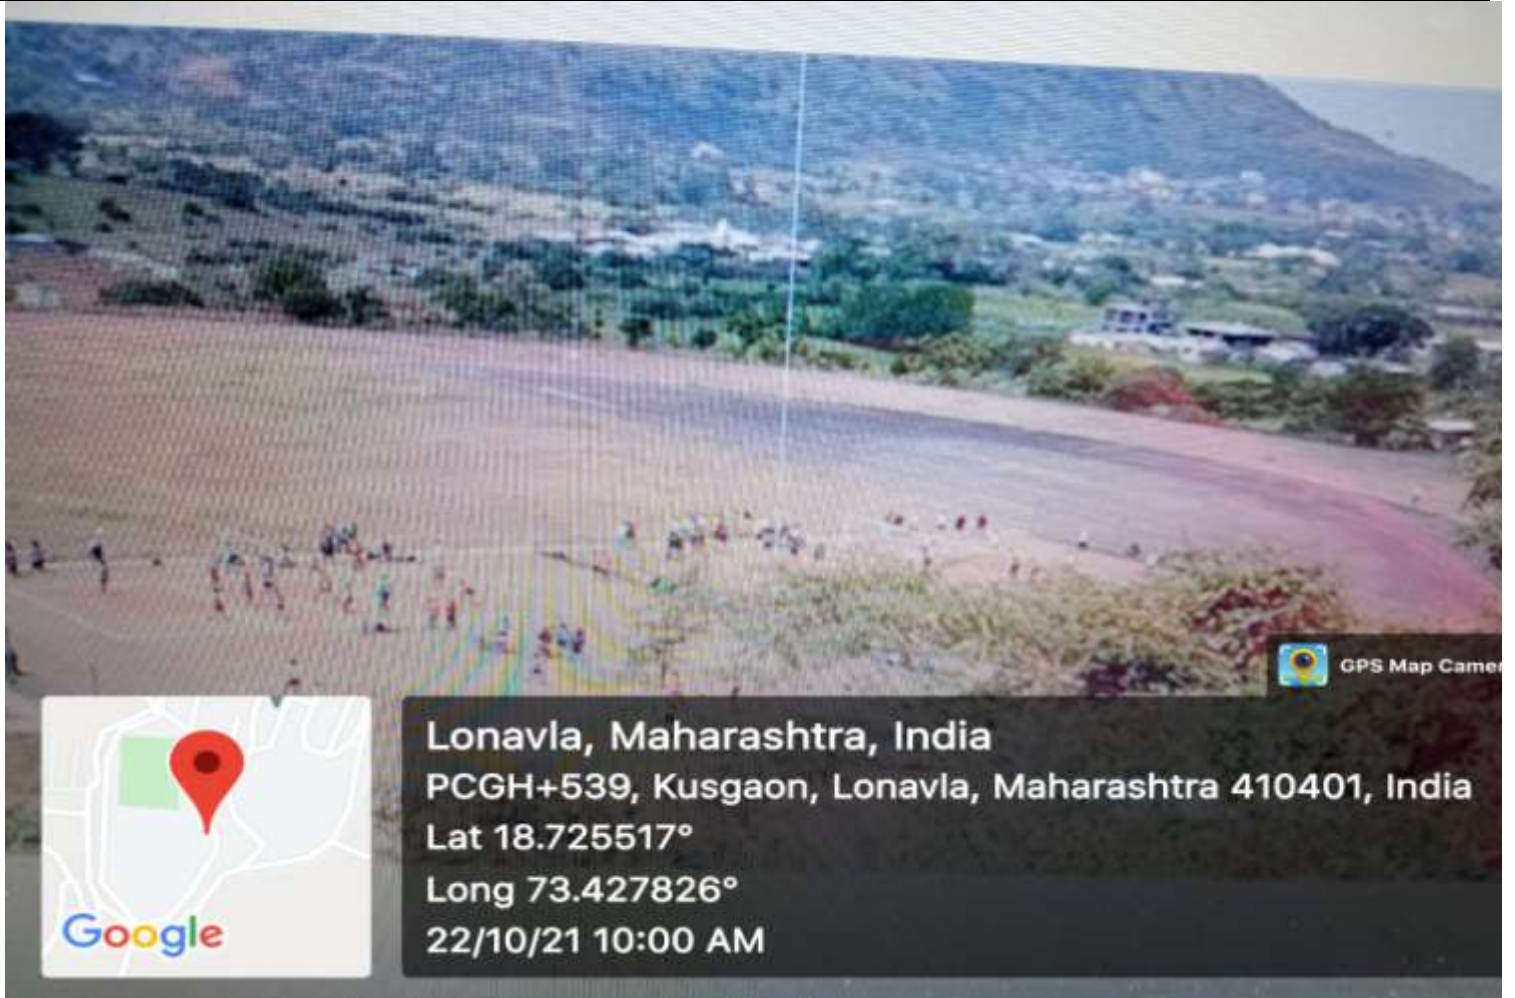 GPS Map Camer
Lonavla, Maharashtra, India
PCGH+539, Kusgaon, Lonavla, Maharashtra 410401, India
Lat 18.725517°
Long 73.427826°
22/10/21 10:00 AM
Google